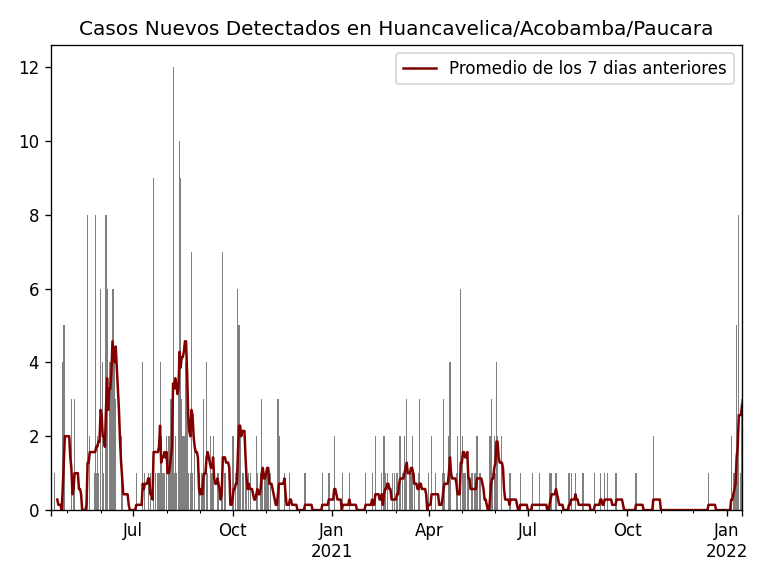 Casos Nuevos Detectados en Huancavelica/Acobamba/Paucara
Promedio de los 7 dias anteriores
12
10
8
6
4
2
0
Jul
Oct
Jan
2021
Apr
Jul
Oct
Jan
2022